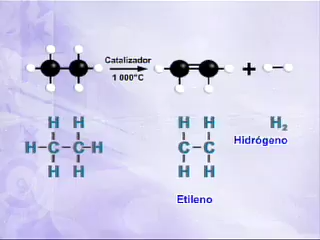 Catalizador
1 000°C
+
H H H H H₂
H-C-C-H C-C Hidrógeno
H H H H
Etileno